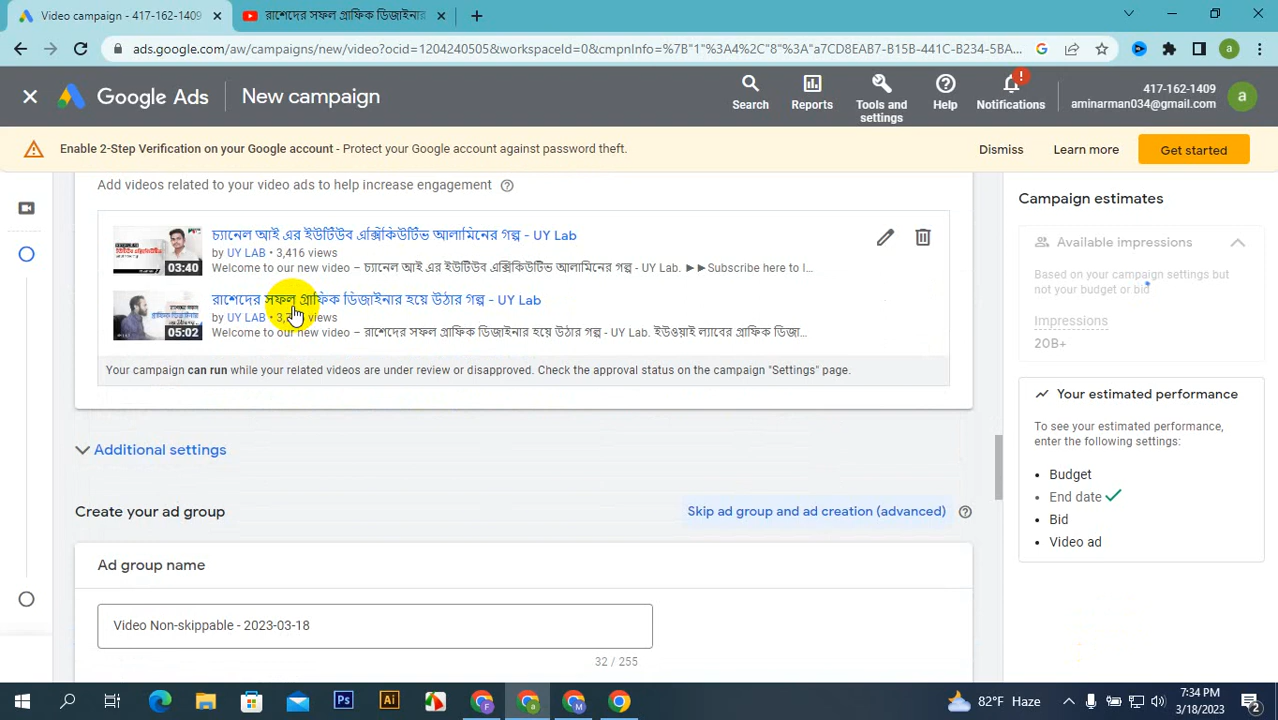 Video campaign - 417-162-1409
রাশেদের সফল গ্রাফিক ডিজাইনার
ads.google.com/aw/campaigns/new/video?ocid=1204240505&workspaceId=0&cmpnInfo=%7B"1"%3A4%2C"8"%3A"a7CD8EAB7-B15B-441C-B234-5BA...
Google Ads
New campaign
Search
Reports
Tools and settings
Help
Notifications
417-162-1409
aminarman034@gmail.com
a
Enable 2-Step Verification on your Google account - Protect your Google account against password theft.
Dismiss
Learn more
Get started
Add videos related to your video ads to help increase engagement
03:40
চ্যানেল আই এর ইউটিউব এক্সিকিউটিভ আলামিনের গল্প - UY Lab
by UY LAB • 3,416 views
Welcome to our new video – চ্যানেল আই এর ইউটিউব এক্সিকিউটিভ আলামিনের গল্প - UY Lab. ►►Subscribe here to l...
05:02
রাশেদের সফল গ্রাফিক ডিজাইনার হয়ে উঠার গল্প - UY Lab
by UY LAB • views
Welcome to our new video – রাশেদের সফল গ্রাফিক ডিজাইনার হয়ে উঠার গল্প - UY Lab. ইউওয়াই ল্যাবের গ্রাফিক ডিজা...
Your campaign can run while your related videos are under review or disapproved. Check the approval status on the campaign "Settings" page.
Additional settings
Create your ad group
Skip ad group and ad creation (advanced)
Ad group name
Video Non-skippable - 2023-03-18
32 / 255
Campaign estimates
Available impressions
Based on your campaign settings but
not your budget or bid
Impressions
20B+
Your estimated performance
To see your estimated performance,
enter the following settings:
• Budget
• End date
• Bid
• Video ad
82°F Haze
7:34 PM
3/18/2023
2